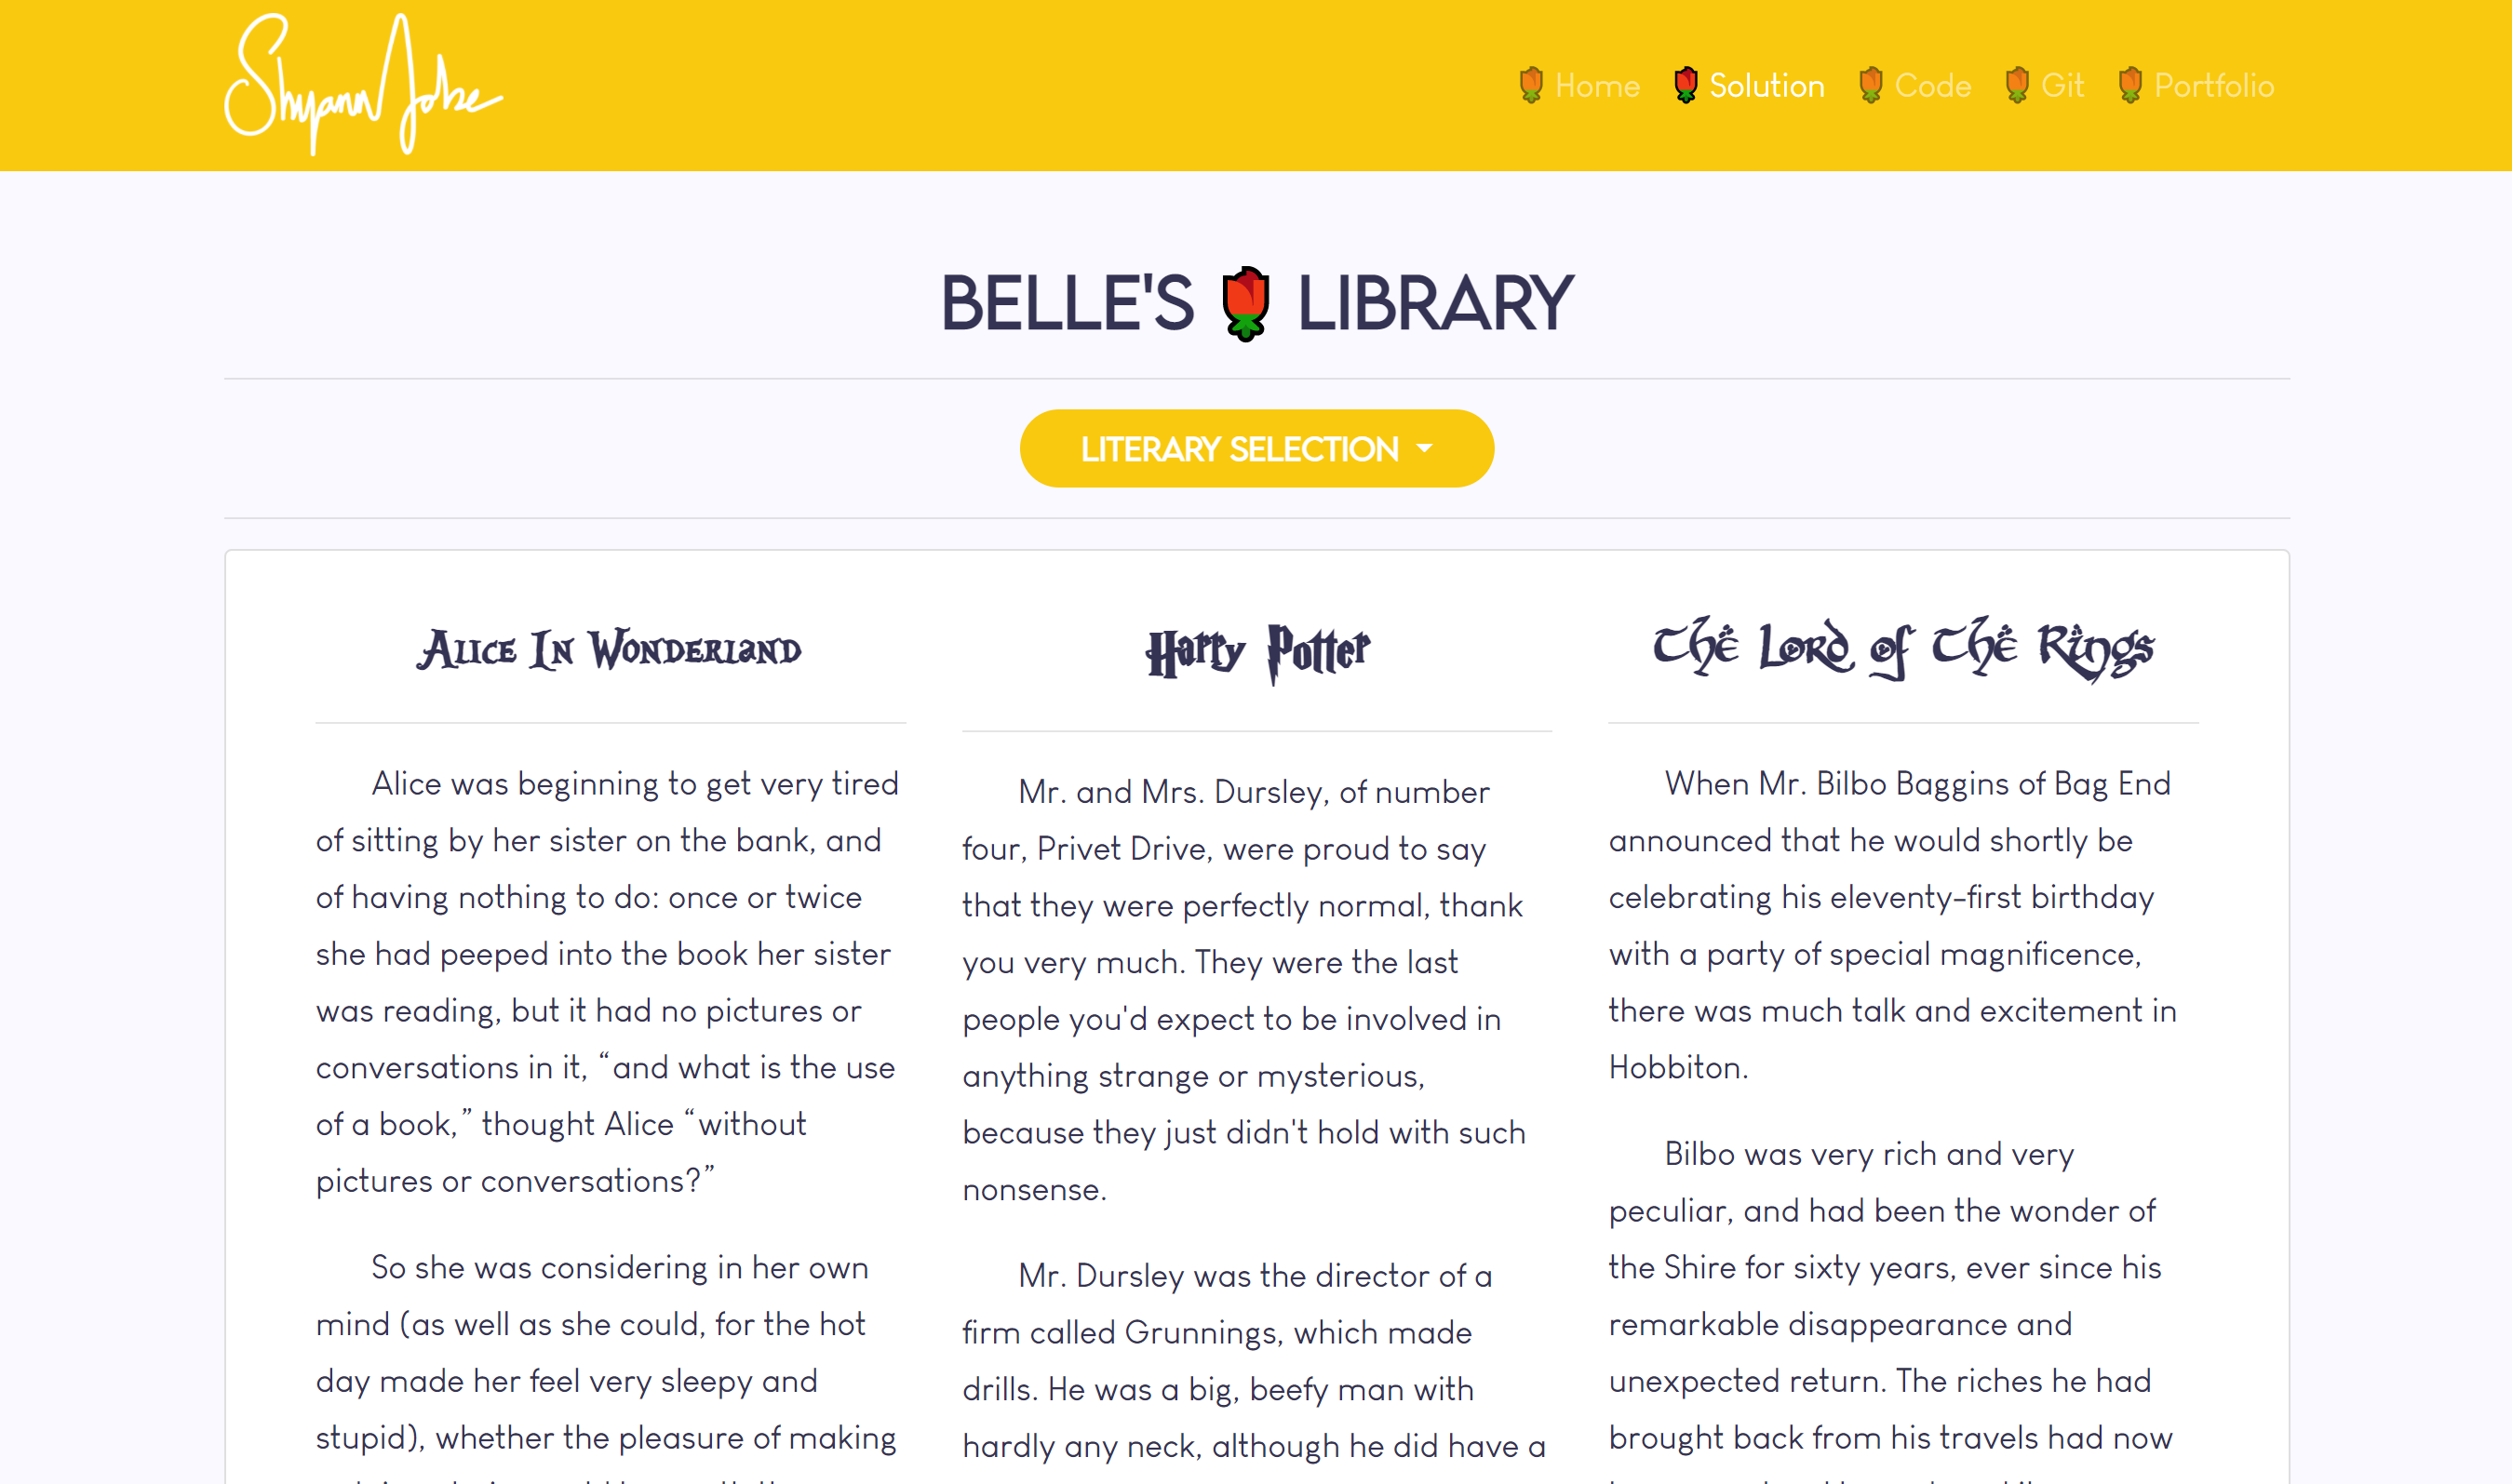 Shyann Jobe
Home Solution Code Git Portfolio
BELLE'S LIBRARY
LITERARY SELECTION
Alice In Wonderland
Alice was beginning to get very tired
of sitting by her sister on the bank, and
of having nothing to do: once or twice
she had peeped into the book her sister
was reading, but it had no pictures or
conversations in it, “and what is the use
of a book,” thought Alice “without
pictures or conversations?”
So she was considering in her own
mind (as well as she could, for the hot
day made her feel very sleepy and
stupid), whether the pleasure of making
Harry Potter
Mr. and Mrs. Dursley, of number
four, Privet Drive, were proud to say
that they were perfectly normal, thank
you very much. They were the last
people you'd expect to be involved in
anything strange or mysterious,
because they just didn't hold with such
nonsense.
Mr. Dursley was the director of a
firm called Grunnings, which made
drills. He was a big, beefy man with
hardly any neck, although he did have a
The Lord of The Rings
When Mr. Bilbo Baggins of Bag End
announced that he would shortly be
celebrating his eleventy-first birthday
with a party of special magnificence,
there was much talk and excitement in
Hobbiton.
Bilbo was very rich and very
peculiar, and had been the wonder of
the Shire for sixty years, ever since his
remarkable disappearance and
unexpected return. The riches he had
brought back from his travels had now